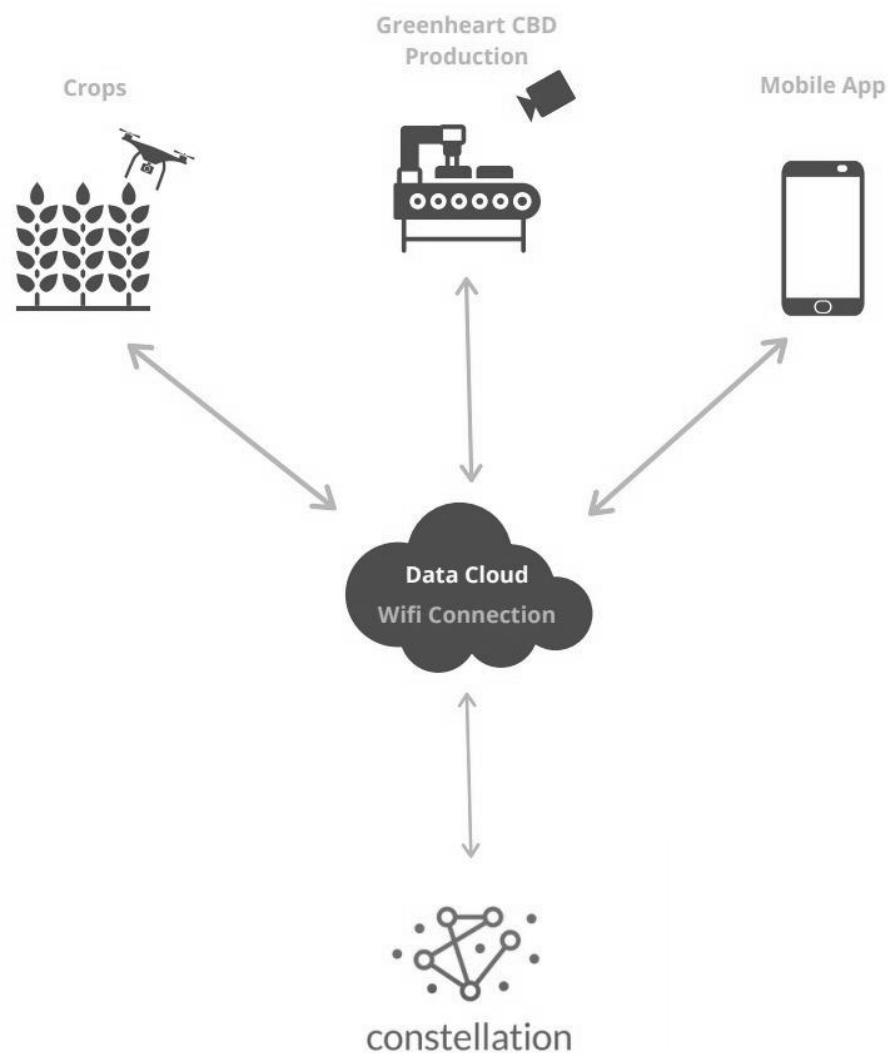 Greenheart CBD
Production
Crops
Mobile App
Data Cloud
Wifi Connection
constellation